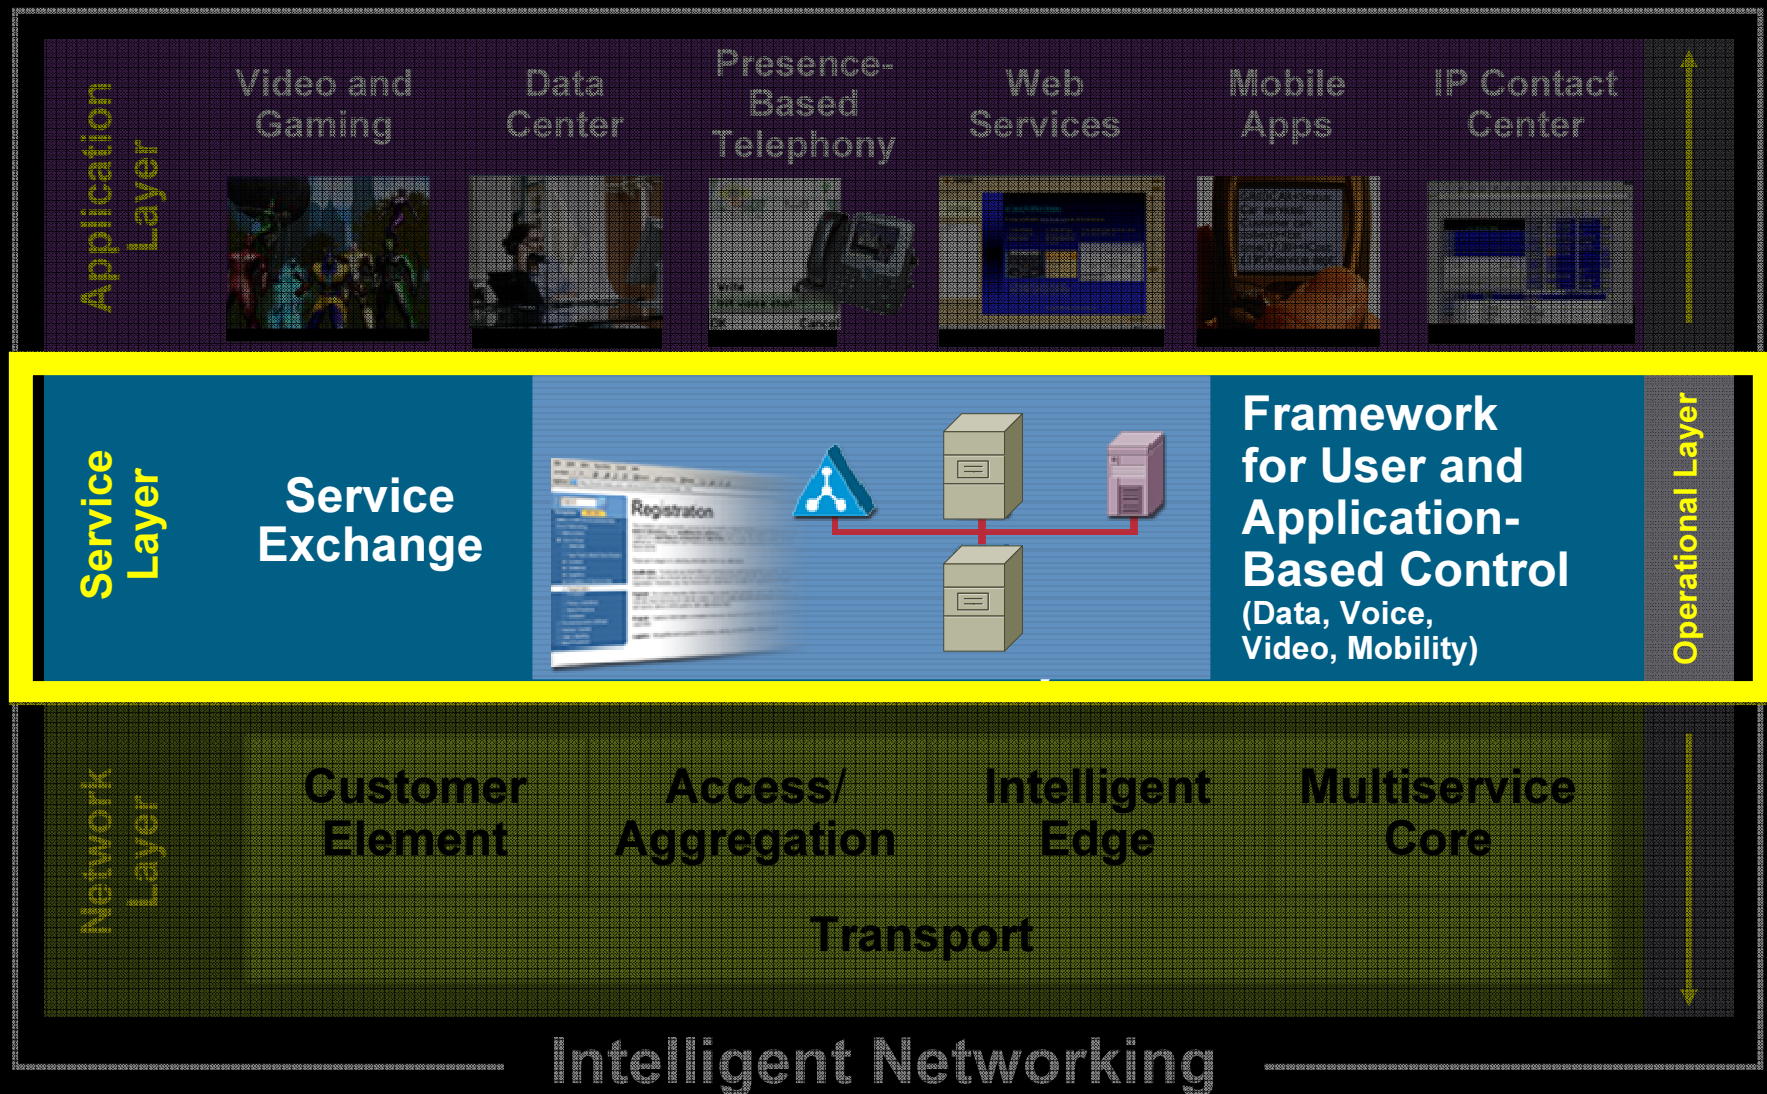 Application
Layer
Video and
Gaming
Data
Center
Presence-
Based
Telephony
Web
Services
Mobile
Apps
IP Contact
Center
Service
Layer
Service
Exchange
Registration
Framework
for User and
Application-
Based Control
(Data, Voice,
Video, Mobility)
Operational Layer
Network
Layer
Customer
Element
Access/
Aggregation
Intelligent
Edge
Multiservice
Core
Transport
Intelligent Networking